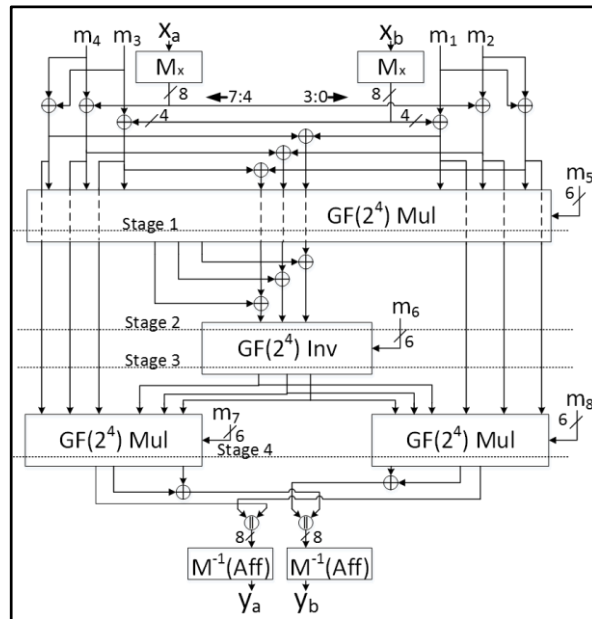 m4 m3 xa xb m1 m2
Mx Mx
8 7:4 3:0 8
4 4
m5
6
GF(2^4) Mul
Stage 1
m6
Stage 2
6
GF(2^4) Inv
Stage 3
m7 m8
6 6
GF(2^4) Mul GF(2^4) Mul
Stage 4
|| ||
8 8
M^-1(Aff) M^-1(Aff)
ya yb